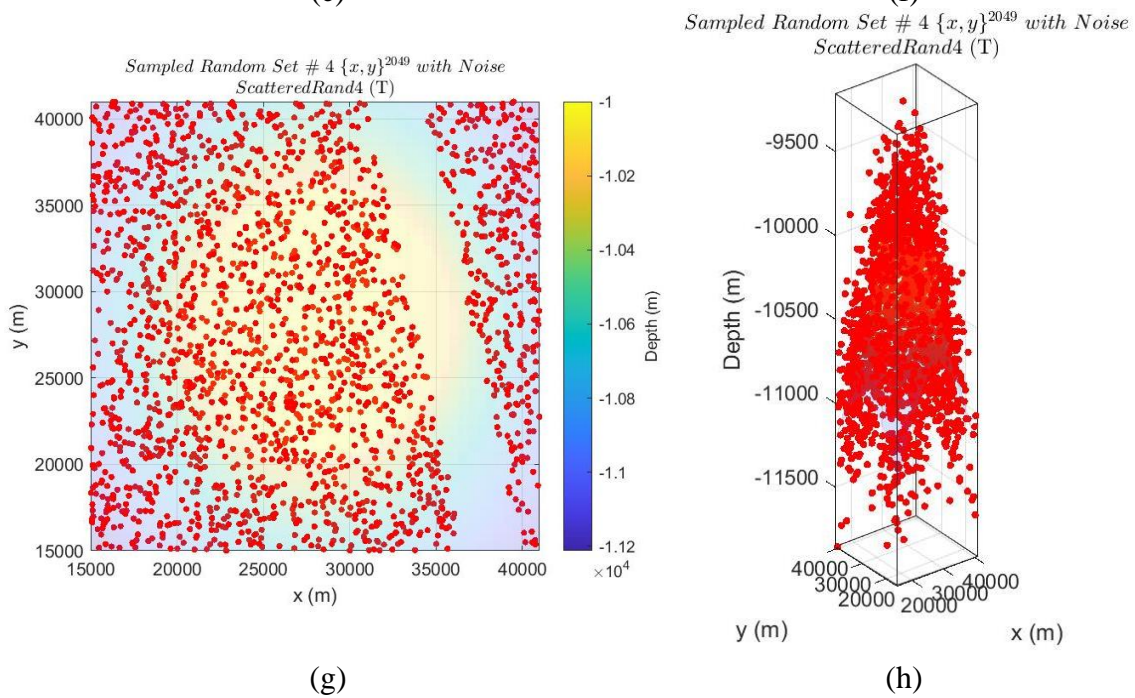 Sampled Random Set # 4 {x, y}^2049 with Noise
ScatteredRand4 (T)
40000
35000
30000
25000
20000
15000
y (m)
15000 20000 25000 30000 35000 40000
x (m)
-1
-1.02
-1.04
-1.06
-1.08
-1.1
-1.12
×10^4
Depth (m)
(g)
Sampled Random Set # 4 {x, y}^2049 with Noise
ScatteredRand4 (T)
-9500
-10000
-10500
-11000
-11500
Depth (m)
40000
30000
20000
y (m)
20000
30000
40000
x (m)
(h)